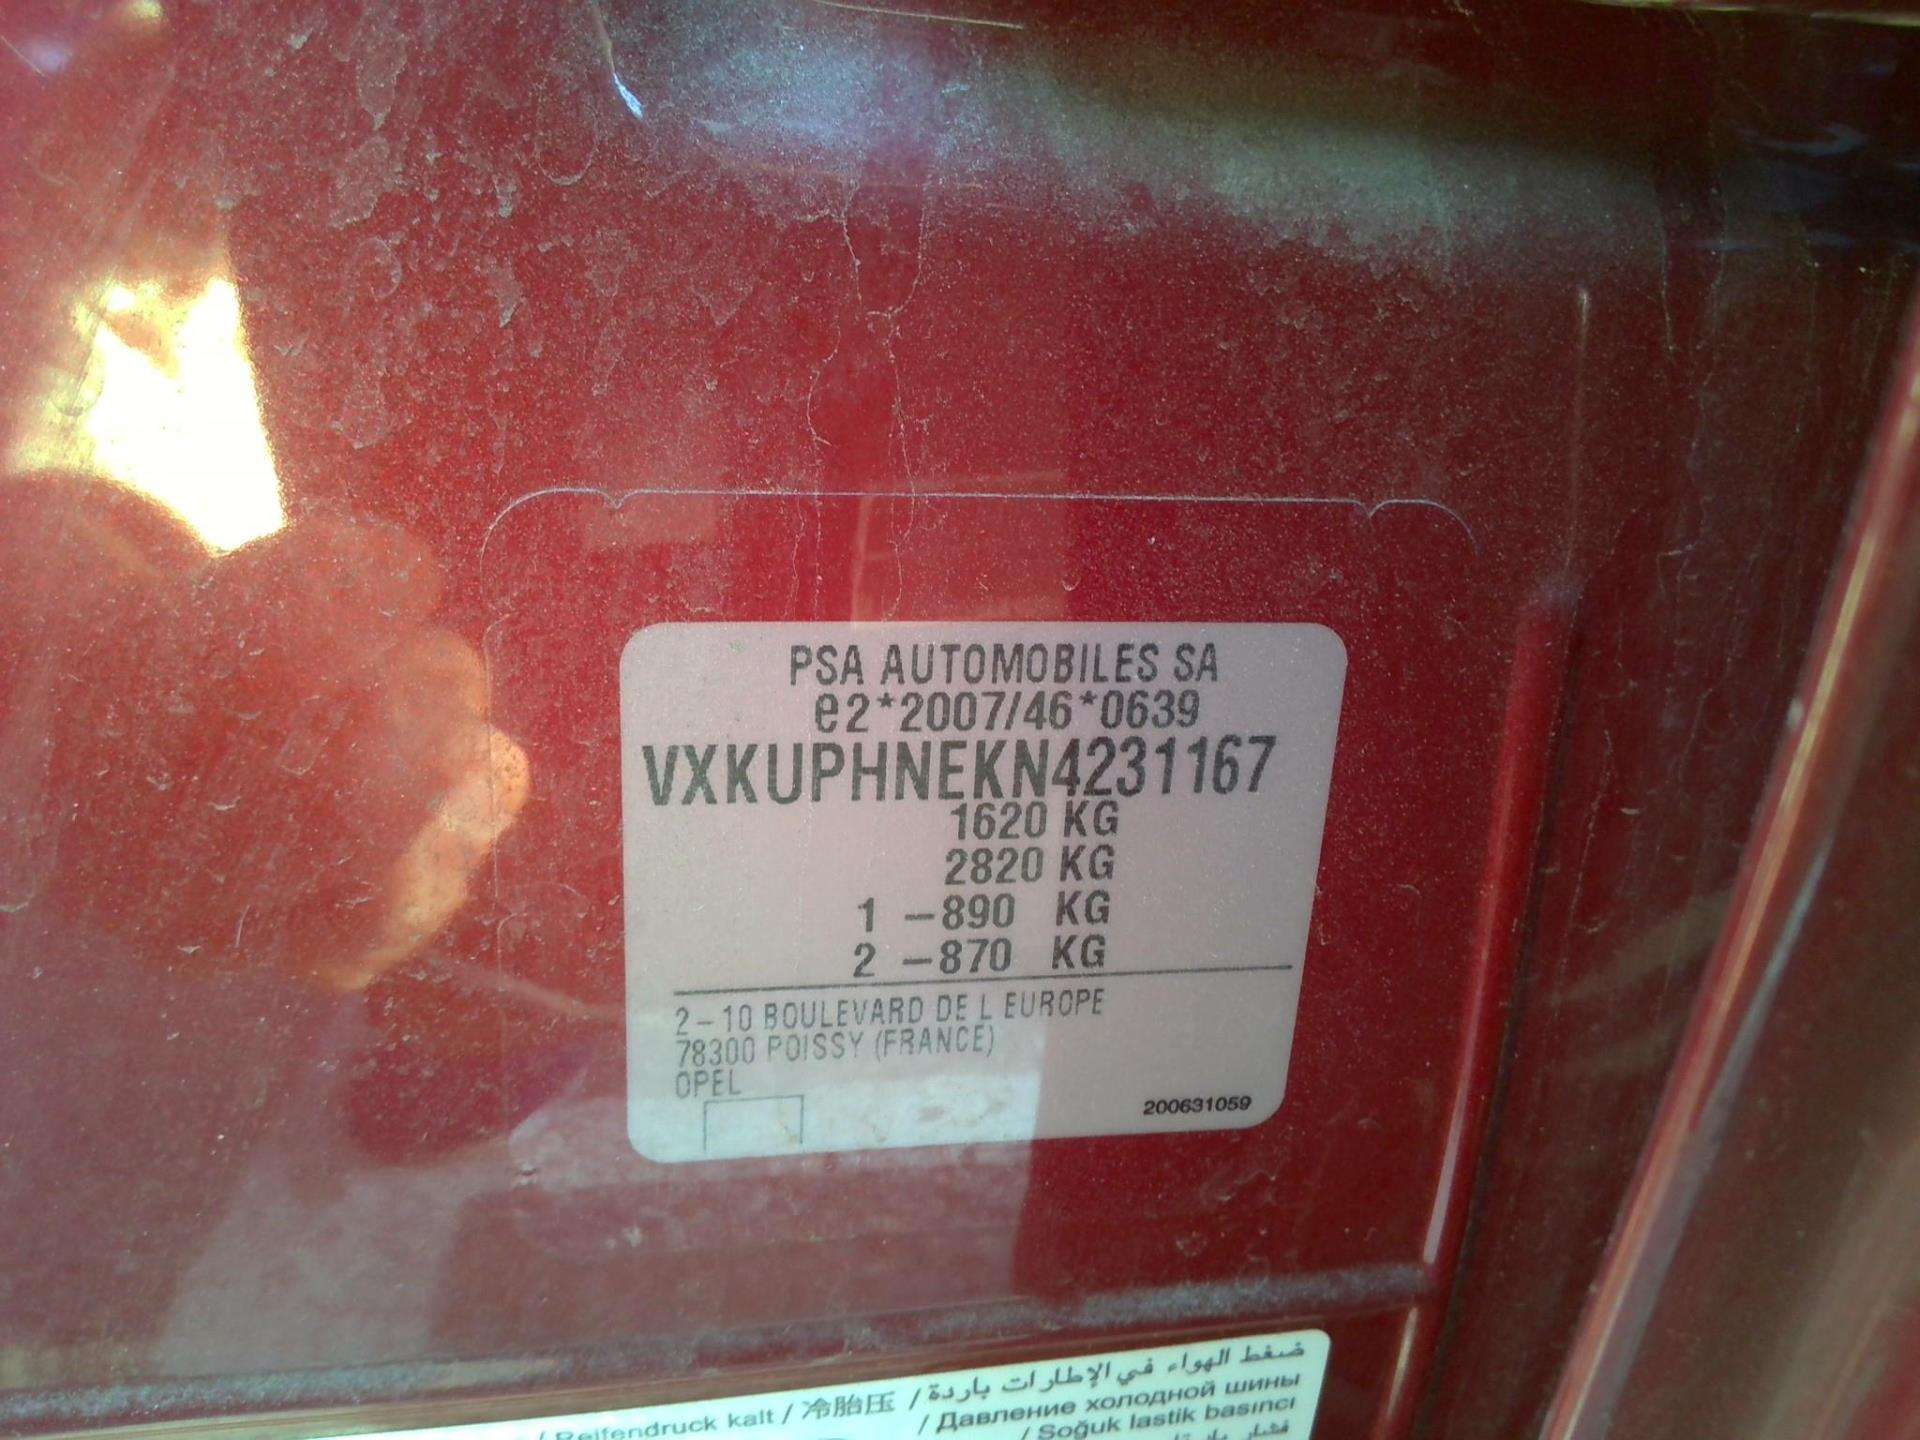 PSA AUTOMOBILES SA
e2*2007/46*0639
VXKUPHNEKN4231167
1620 KG
2820 KG
1 -890 KG
2 -870 KG
2-10 BOULEVARD DE L EUROPE
78300 POISSY (FRANCE)
OPEL
200631059
ضغط الهواء في الإطارات باردة
/ Reifendruck kalt / 冷胎压 /
/ Давление холодной шины
/ Soğuk lastik basıncı